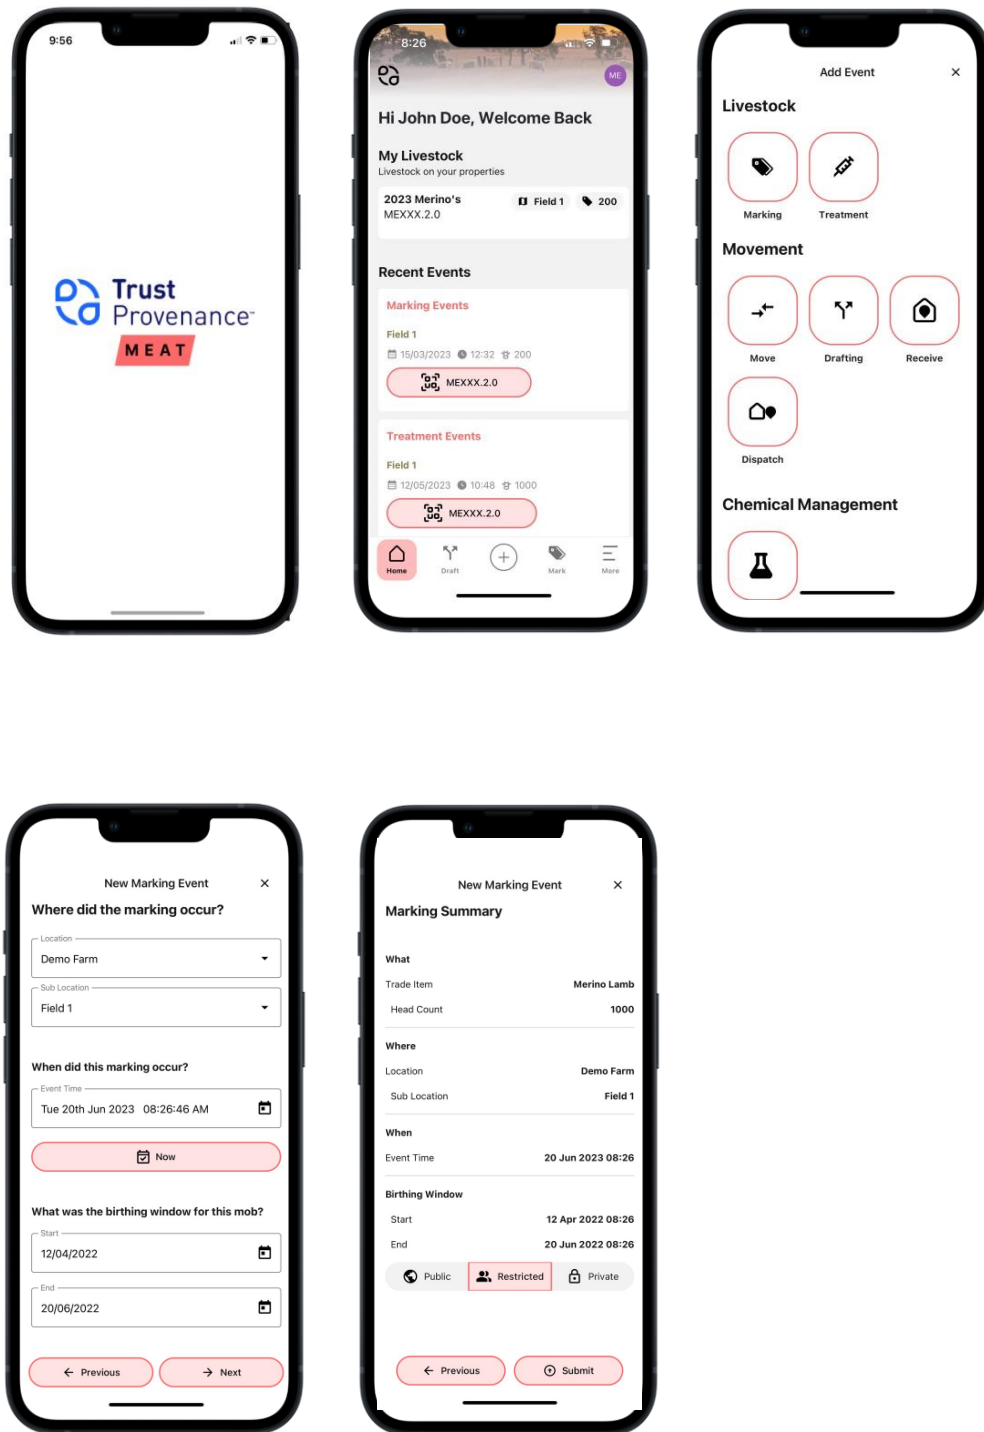 9:56
Trust
Provenance™
MEAT
8:26
ME
Hi John Doe, Welcome Back
My Livestock
Livestock on your properties
2023 Merino's
Field 1
200
MEXXX.2.0
Recent Events
Marking Events
Field 1
15/03/2023 12:32 200
MEXXX.2.0
Treatment Events
Field 1
12/05/2023 10:48 1000
MEXXX.2.0
Home Draft Mark More
Add Event
Livestock
Marking Treatment
Movement
Move Drafting Receive
Dispatch
Chemical Management
New Marking Event
Where did the marking occur?
Location
Demo Farm
Sub Location
Field 1
When did this marking occur?
Event Time
Tue 20th Jun 2023 08:26:46 AM
Now
What was the birthing window for this mob?
Start
12/04/2022
End
20/06/2022
Previous Next
New Marking Event
Marking Summary
What
Trade Item Merino Lamb
Head Count 1000
Where
Location Demo Farm
Sub Location Field 1
When
Event Time 20 Jun 2023 08:26
Birthing Window
Start 12 Apr 2022 08:26
End 20 Jun 2022 08:26
Public Restricted Private
Previous Submit